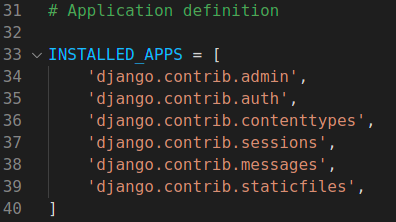 31 # Application definition
32
33 INSTALLED_APPS = [
34     'django.contrib.admin',
35     'django.contrib.auth',
36     'django.contrib.contenttypes',
37     'django.contrib.sessions',
38     'django.contrib.messages',
39     'django.contrib.staticfiles',
40 ]